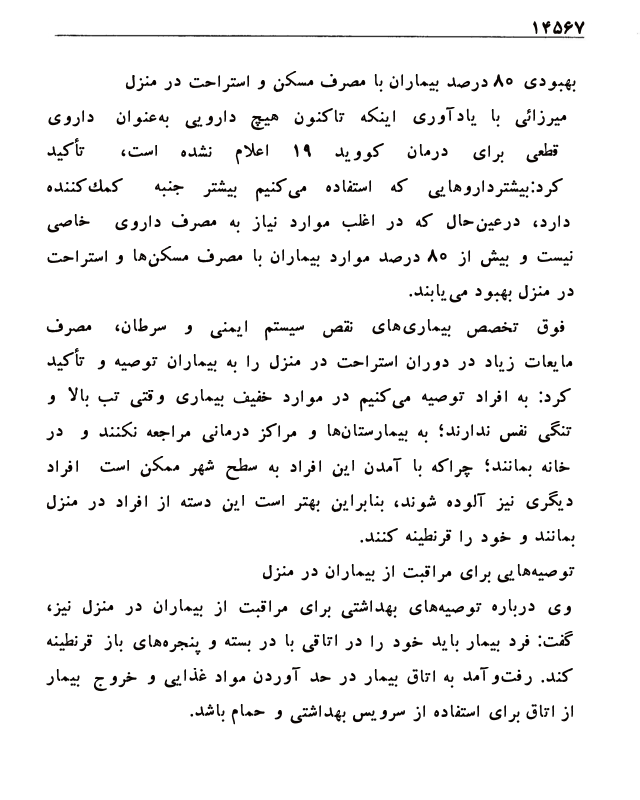 ۱۴۵۶۷
بهبودی ۸۰ درصد بیماران با مصرف مسکن و استراحت در منزل
میرزائی با یادآوری اینکه تاکنون هیچ دارویی به‌عنوان داروی
قطعی برای درمان کووید ۱۹ اعلام نشده است، تأکید
کرد:بیشترداروهایی که استفاده می‌کنیم بیشتر جنبه کمك‌کننده
دارد، درعین‌حال که در اغلب موارد نیاز به مصرف داروی خاصی
نیست و بیش از ۸۰ درصد موارد بیماران با مصرف مسکن‌ها و استراحت
در منزل بهبود می‌یابند.
فوق تخصص بیماری‌های نقص سیستم ایمنی و سرطان، مصرف
مایعات زیاد در دوران استراحت در منزل را به بیماران توصیه و تأکید
کرد: به افراد توصیه می‌کنیم در موارد خفیف بیماری وقتی تب بالا و
تنگی نفس ندارند؛ به بیمارستان‌ها و مراکز درمانی مراجعه نکنند و در
خانه بمانند؛ چراکه با آمدن این افراد به سطح شهر ممکن است افراد
دیگری نیز آلوده شوند، بنابراین بهتر است این دسته از افراد در منزل
بمانند و خود را قرنطینه کنند.
توصیه‌هایی برای مراقبت از بیماران در منزل
وی درباره توصیه‌های بهداشتی برای مراقبت از بیماران در منزل نیز،
گفت: فرد بیمار باید خود را در اتاقی با در بسته و پنجره‌های باز قرنطینه
کند. رفت‌وآمد به اتاق بیمار در حد آوردن مواد غذایی و خروج بیمار
از اتاق برای استفاده از سرویس بهداشتی و حمام باشد.